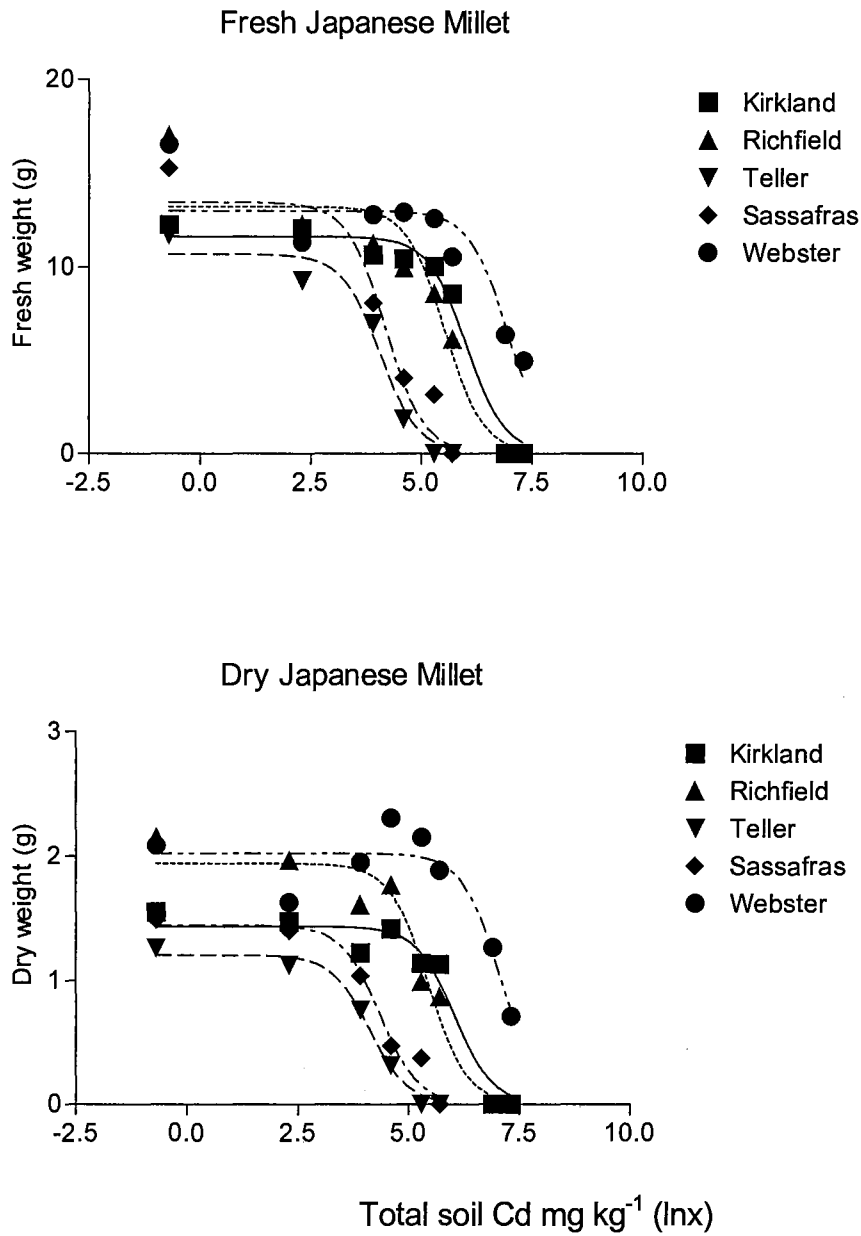 Fresh Japanese Millet
20
10
0
Fresh weight (g)
-2.5
0.0
2.5
5.0
7.5
10.0
Kirkland
Richfield
Teller
Sassafras
Webster
Dry Japanese Millet
3
2
1
0
Dry weight (g)
-2.5
0.0
2.5
5.0
7.5
10.0
Kirkland
Richfield
Teller
Sassafras
Webster
Total soil Cd mg kg⁻¹ (lnx)